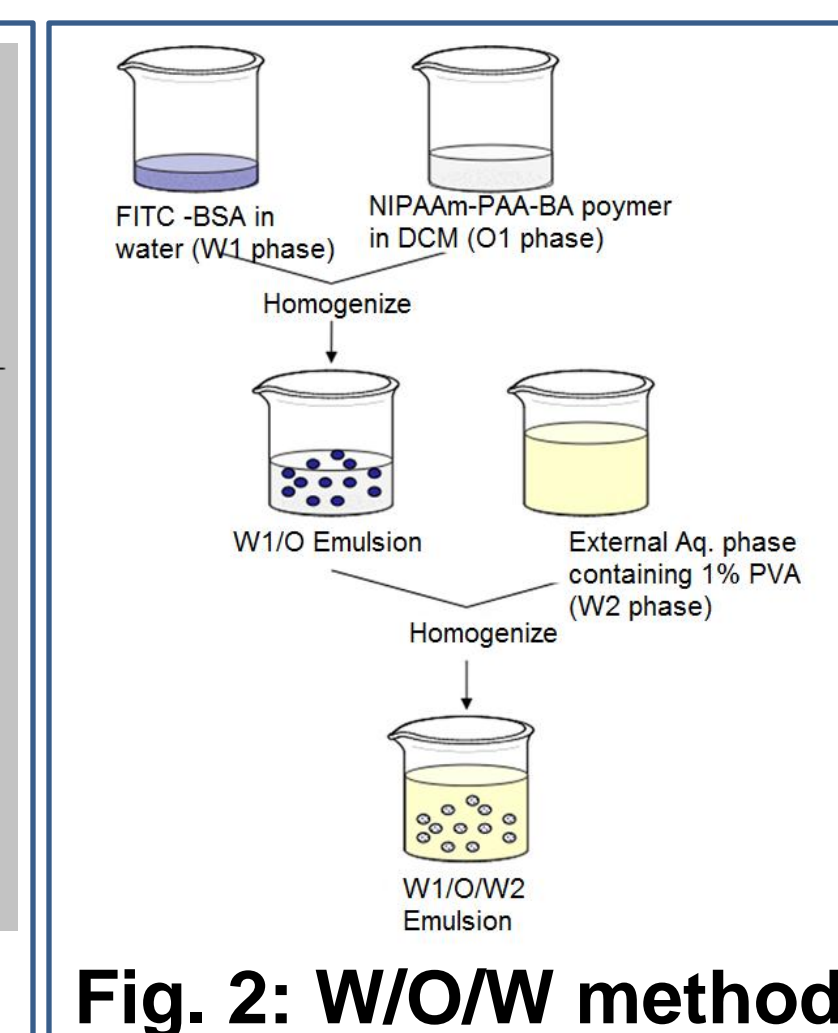 FITC -BSA in
water (W1 phase)
NIPAAm-PAA-BA poymer
in DCM (O1 phase)
Homogenize
W1/O Emulsion
External Aq. phase
containing 1% PVA
(W2 phase)
Homogenize
W1/O/W2
Emulsion
Fig. 2: W/O/W method